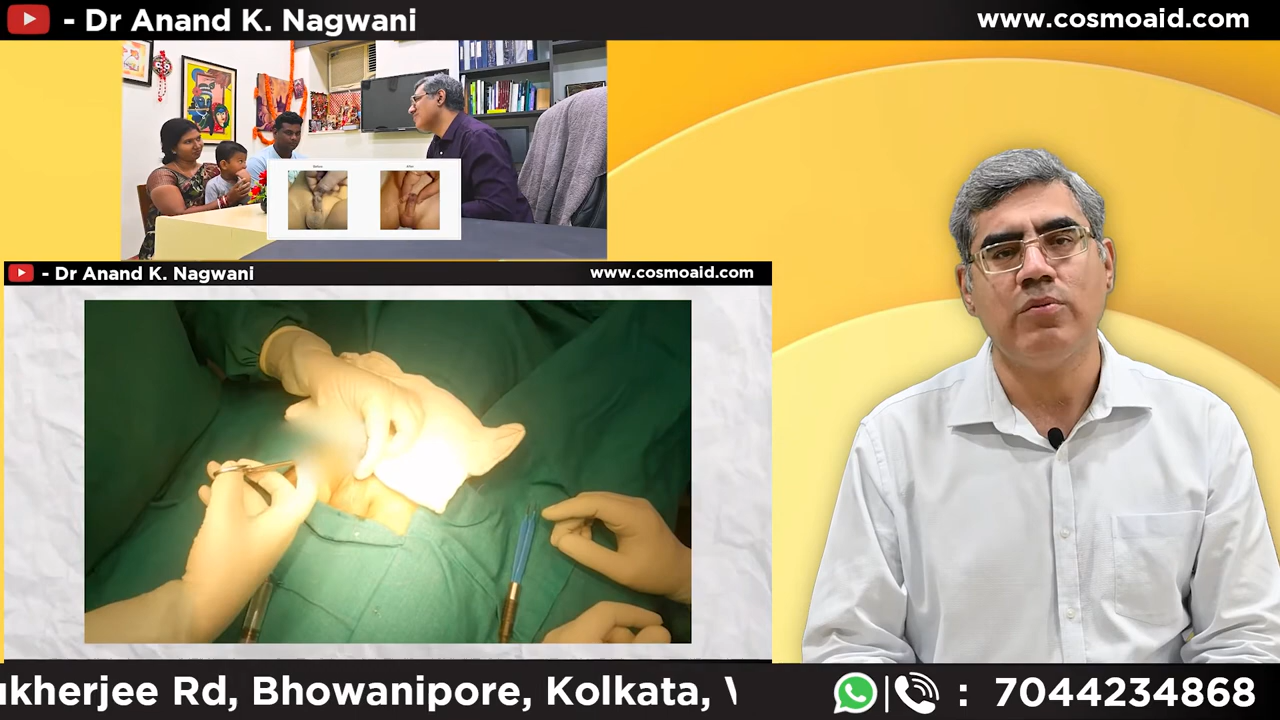 - Dr Anand K. Nagwani
www.cosmoaid.com
Before
After
- Dr Anand K. Nagwani
www.cosmoaid.com
ukherjee Rd, Bhowanipore, Kolkata,
: 7044234868